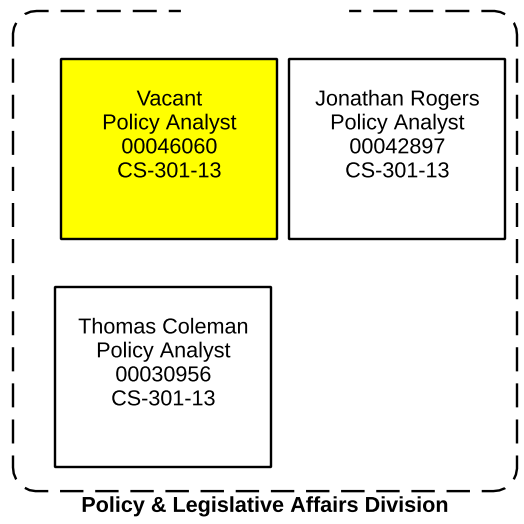 Vacant
Policy Analyst
00046060
CS-301-13
Jonathan Rogers
Policy Analyst
00042897
CS-301-13
Thomas Coleman
Policy Analyst
00030956
CS-301-13
Policy & Legislative Affairs Division